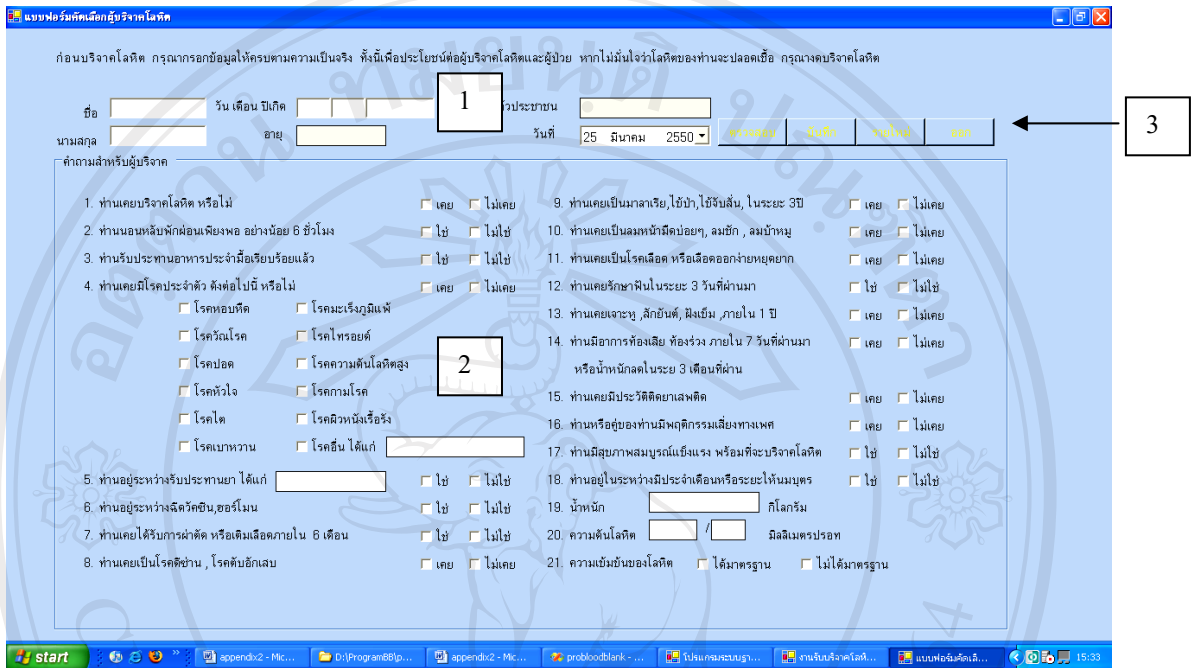 แบบฟอร์มคัดเลือกผู้บริจาคโลหิต
ก่อนบริจาคโลหิต กรุณากรอกข้อมูลให้ครบตามความเป็นจริง ทั้งนี้เพื่อประโยชน์ต่อผู้บริจาคโลหิตและผู้ป่วย หากไม่มั่นใจว่าโลหิตของท่านจะปลอดเชื้อ กรุณางดบริจาคโลหิต
ชื่อ วัน เดือน ปีเกิด 1 ประชาชน
นามสกุล อายุ วันที่ 25 มีนาคม 2550 ออก 3
คำถามสำหรับผู้บริจาค
1. ท่านเคยบริจาคโลหิต หรือไม่ เคย ไม่เคย
2. ท่านนอนหลับพักผ่อนเพียงพอ อย่างน้อย 6 ชั่วโมง ใช่ ไม่ใช่
3. ท่านรับประทานอาหารประจำมื้อเรียบร้อยแล้ว ใช่ ไม่ใช่
4. ท่านเคยมีโรคประจำตัว ดังต่อไปนี้ หรือไม่ เคย ไม่เคย
โรคหอบหืด โรคมะเร็งภูมิแพ้
โรควัณโรค โรคไทรอยด์
โรคปอด โรคความดันโลหิตสูง 2
โรคหัวใจ โรคกามโรค
โรคไต โรคผิวหนังเรื้อรัง
โรคเบาหวาน โรคอื่น ได้แก่
5. ท่านอยู่ระหว่างรับประทานยา ได้แก่ ใช่ ไม่ใช่
6. ท่านอยู่ระหว่างฉีดวัคซีน,ฮอร์โมน ใช่ ไม่ใช่
7. ท่านเคยได้รับการผ่าตัด หรือเติมเลือดภายใน 6 เดือน ใช่ ไม่ใช่
8. ท่านเคยเป็นโรคดีซ่าน , โรคตับอักเสบ เคย ไม่เคย
9. ท่านเคยเป็นมาลาเรีย,ไข้ป่า,ไข้จับสั่น, ในระยะ 3ปี เคย ไม่เคย
10. ท่านเคยเป็นลมหน้ามืดบ่อยๆ, ลมชัก , ลมบ้าหมู เคย ไม่เคย
11. ท่านเคยเป็นโรคเลือด หรือเลือดออกง่ายหยุดยาก เคย ไม่เคย
12. ท่านเคยรักษาฟันในระยะ 3 วันที่ผ่านมา ใช่ ไม่ใช่
13. ท่านเคยเจาะหู ,สักยันต์, ฝังเข็ม ,ภายใน 1 ปี เคย ไม่เคย
14. ท่านมีอาการท้องเสีย ท้องร่วง ภายใน 7 วันที่ผ่านมา เคย ไม่เคย
หรือน้ำหนักลดในระย 3 เดือนที่ผ่าน
15. ท่านเคยมีประวัติติดยาเสพติด เคย ไม่เคย
16. ท่านหรือคู่ของท่านมีพฤติกรรมเสี่ยงทางเพศ เคย ไม่เคย
17. ท่านมีสุขภาพสมบูรณ์แข็งแรง พร้อมที่จะบริจาคโลหิต ใช่ ไม่ใช่
18. ท่านอยู่ในระหว่างมีประจำเดือนหรือระยะให้นมบุตร ใช่ ไม่ใช่
19. น้ำหนัก กิโลกรัม
20. ความดันโลหิต / มิลลิเมตรปรอท
21. ความเข้มข้นของโลหิต ได้มาตรฐาน ไม่ได้มาตรฐาน
start appendix2 - Mic... D:\ProgramBB\p... appendix2 - Mic... probloodblank - ... โปรแกรมระบบฐา... งานรับบริจาคโลหิ... แบบฟอร์มคัดเลื... 15:33